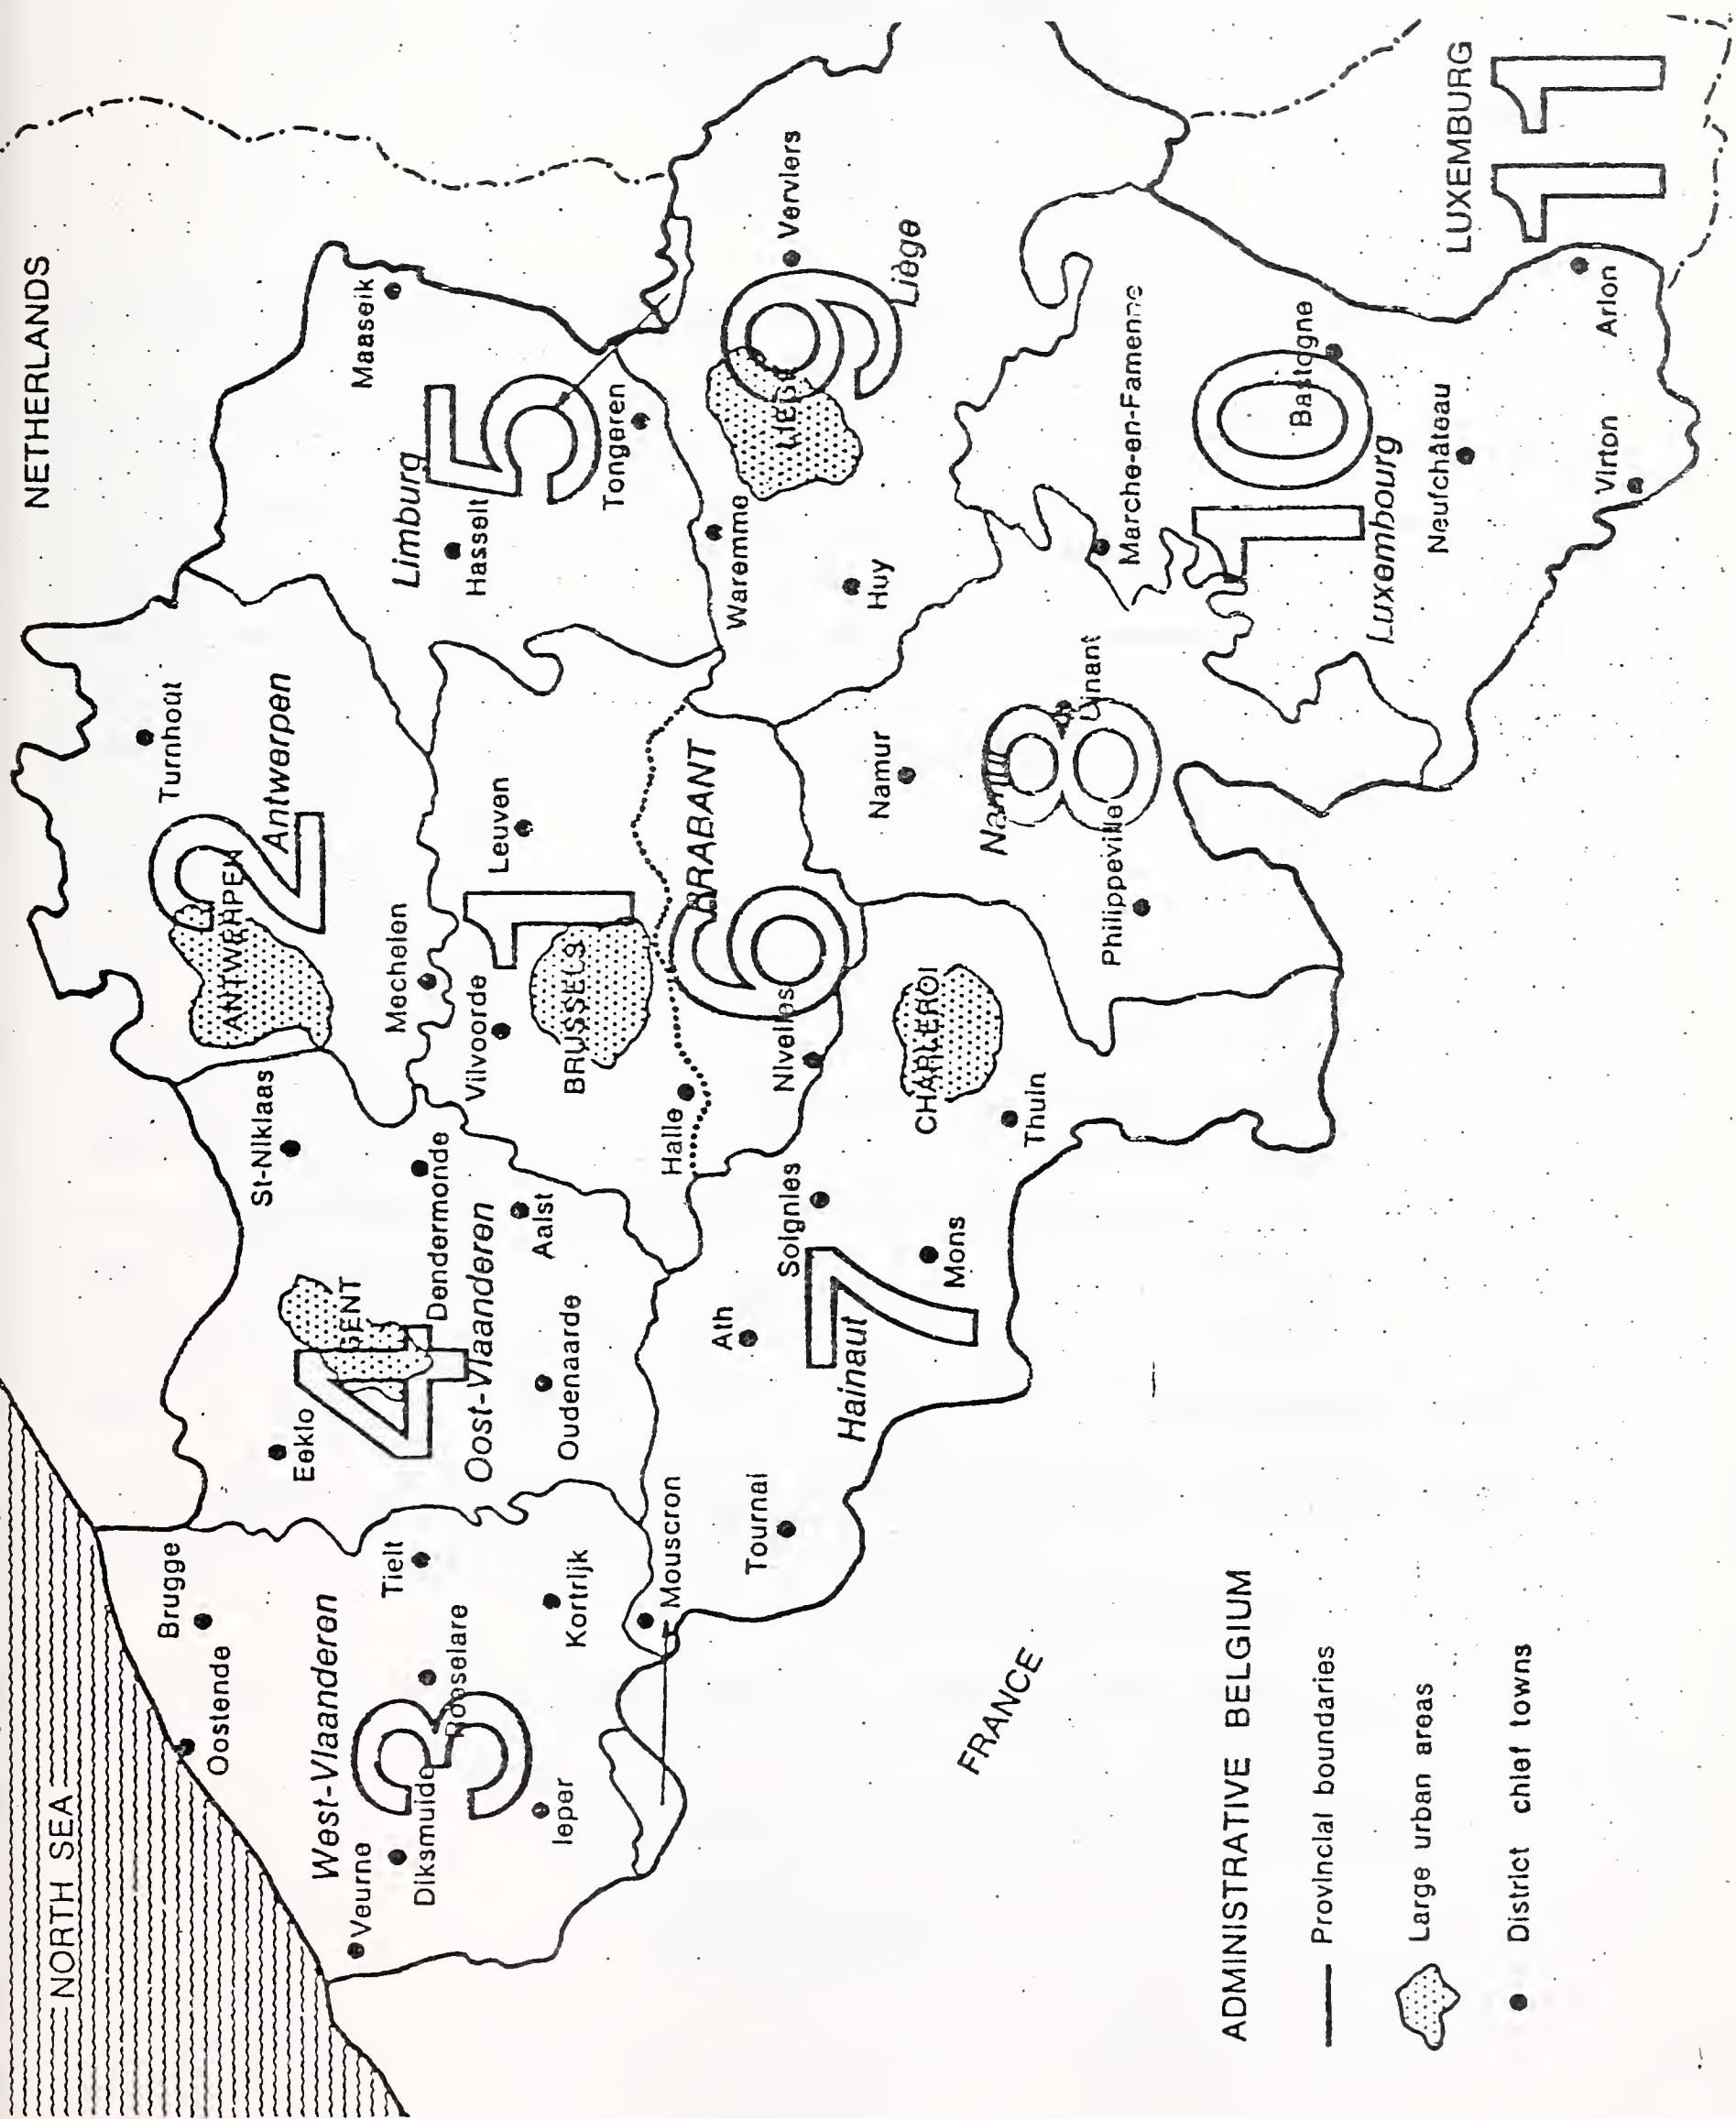 NORTH SEA
NETHERLANDS
Brugge
Oostende
West-Vlaanderen
Veurne
Diksmuide
3
Roeselare
Tielt
Ieper
Kortrijk
Mouscron
Eeklo
4
GENT
St-Niklaas
Dendermonde
Oost-Vlaanderen
Aalst
Oudenaarde
Turnhout
2
ANTWERPEN
Antwerpen
Mechelen
Maaseik
Limburg
5
Hasselt
Tongeren
Vilvoorde
1
Leuven
BRUSSELS
Halle
BRABANT
6
Nivelles
Waremme
LIEGE
9
Vervlers
Liège
Huy
Ath
Tournai
Soignies
7
Hainaut
Mons
CHARLEROI
Thuin
Namur
Namur
8
Dinant
Philippeville
Marche-en-Famenne
10
Bastogne
Luxembourg
Neufchâteau
Virton
Arlon
LUXEMBURG
11
FRANCE
ADMINISTRATIVE BELGIUM
Provincial boundaries
Large urban areas
District chief towns